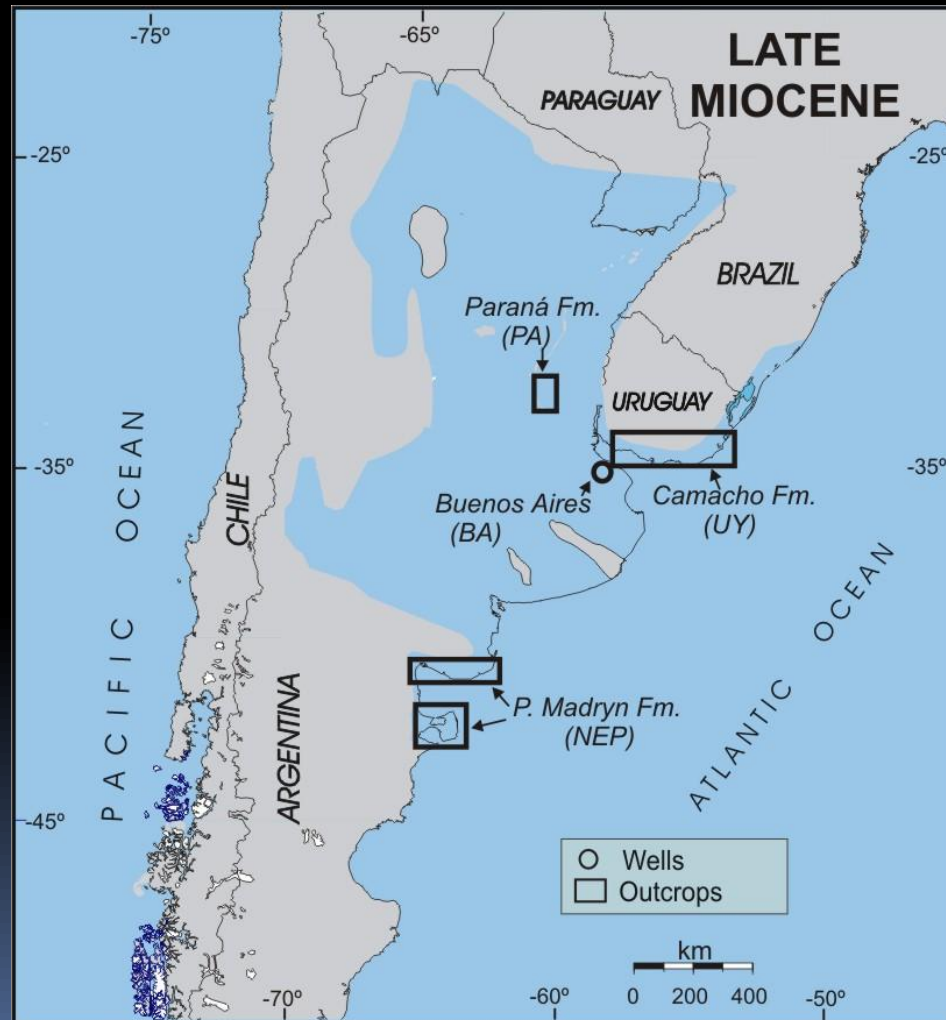 -75º
-65º
LATE
MIOCENE
PARAGUAY
-25º
-25º
BRAZIL
Paraná Fm.
(PA)
URUGUAY
-35º
-35º
Buenos Aires
(BA)
Camacho Fm.
(UY)
PACIFIC OCEAN
CHILE
ARGENTINA
ATLANTIC OCEAN
P. Madryn Fm.
(NEP)
-45º
Wells
Outcrops
km
0 200 400
-70º
-60º
-50º